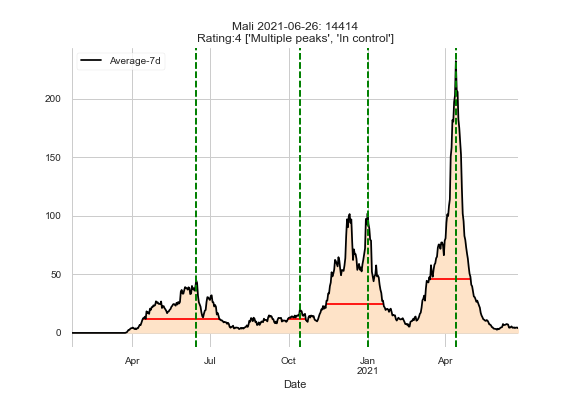 Mali 2021-06-26: 14414
Rating:4 ['Multiple peaks', 'In control']
Average-7d
200
150
100
50
0
Apr
Jul
Oct
Jan
2021
Apr
Date